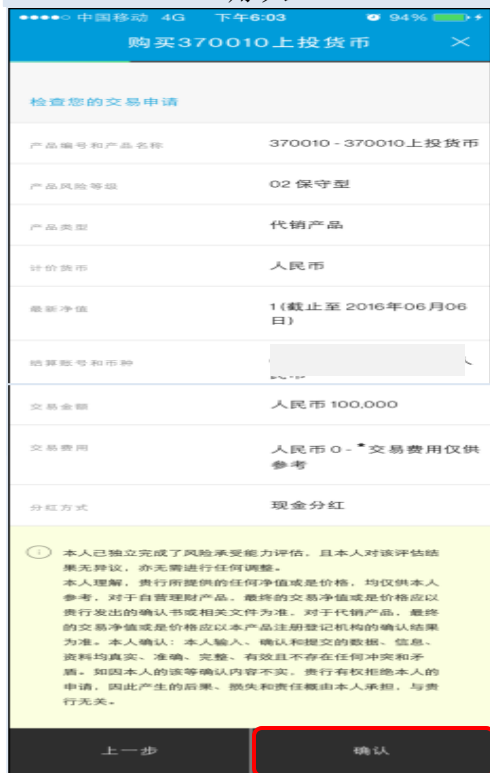 中国移动 4G 下午6:03 94%
购买370010上投货币
检查您的交易申请
产品编号和产品名称 370010 - 370010上投货币
产品风险等级 02 保守型
产品类型 代销产品
计价货币 人民币
最新净值 1 (截止至 2016年06月06
日)
结算账号和币种
交易金额 人民币 100,000
交易费用 人民币 0 - *交易费用仅供
参考
分红方式 现金分红
本人已独立完成了风险承受能力评估，且本人对该评估结
果无异议，亦无需进行任何调整。
本人理解，贵行所提供的任何净值或是价格，均仅供本人
参考，对于自营理财产品，最终的交易净值或是价格应以
贵行发出的确认书或相关文件为准，对于代销产品，最终
的交易净值或是价格应以本产品注册登记机构的确认结果
为准。本人确认：本人输入、确认和提交的数据、信息、
资料均真实、准确、完整、有效且不存在任何冲突和矛
盾。如因本人的该等确认内容不实，贵行有权拒绝本人的
申请，因此产生的后果、损失和责任概由本人承担，与贵
行无关。
上一步 确认